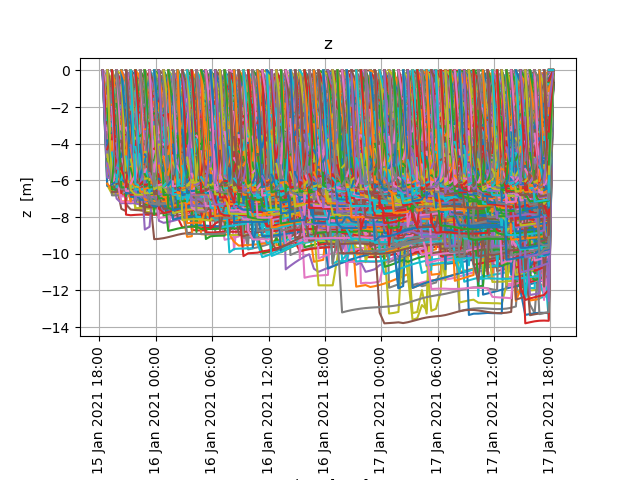 z
0
−2
−4
−6
−8
−10
−12
−14
z [m]
15 Jan 2021 18:00
16 Jan 2021 00:00
16 Jan 2021 06:00
16 Jan 2021 12:00
16 Jan 2021 18:00
17 Jan 2021 00:00
17 Jan 2021 06:00
17 Jan 2021 12:00
17 Jan 2021 18:00